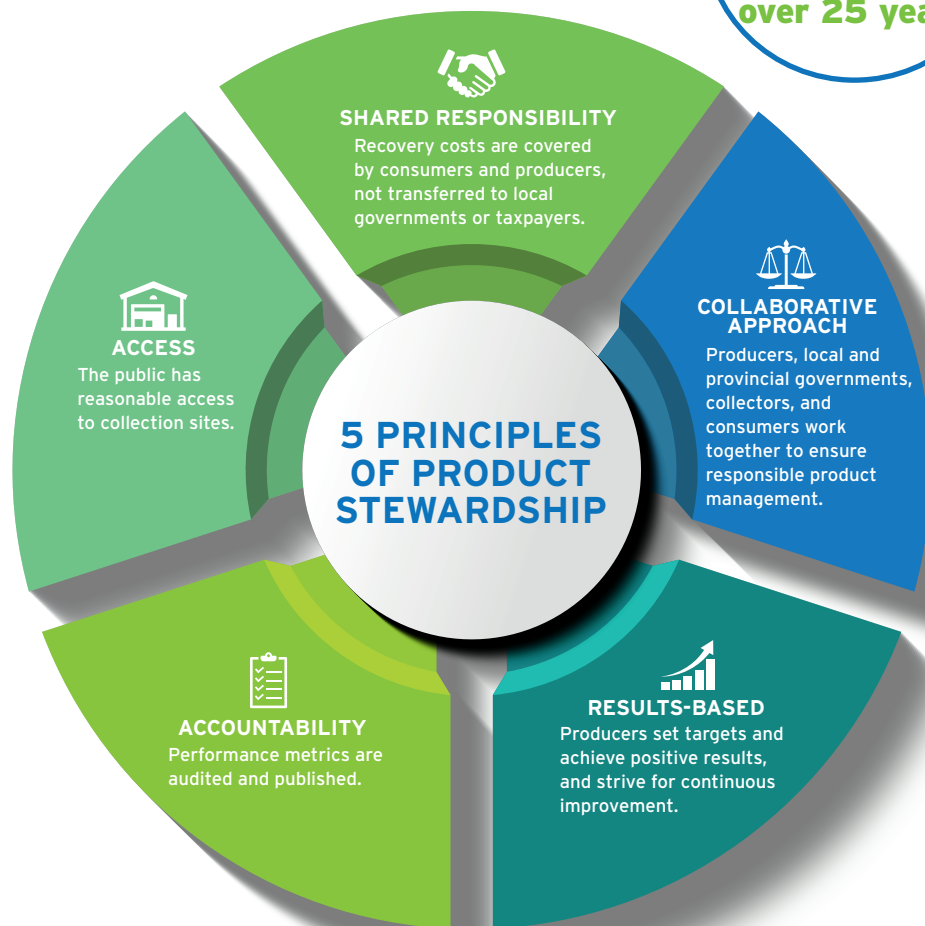 over 25 
SHARED RESPONSIBILITY
Recovery costs are covered
by consumers and producers,
not transferred to local
governments or taxpayers.
COLLABORATIVE
APPROACH
Producers, local and
provincial governments,
collectors, and
consumers work
together to ensure
responsible product
management.
RESULTS-BASED
Producers set targets and
achieve positive results,
and strive for continuous
improvement.
ACCOUNTABILITY
Performance metrics are
audited and published.
ACCESS
The public has
reasonable access
to collection sites.
5 PRINCIPLES
OF PRODUCT
STEWARDSHIP